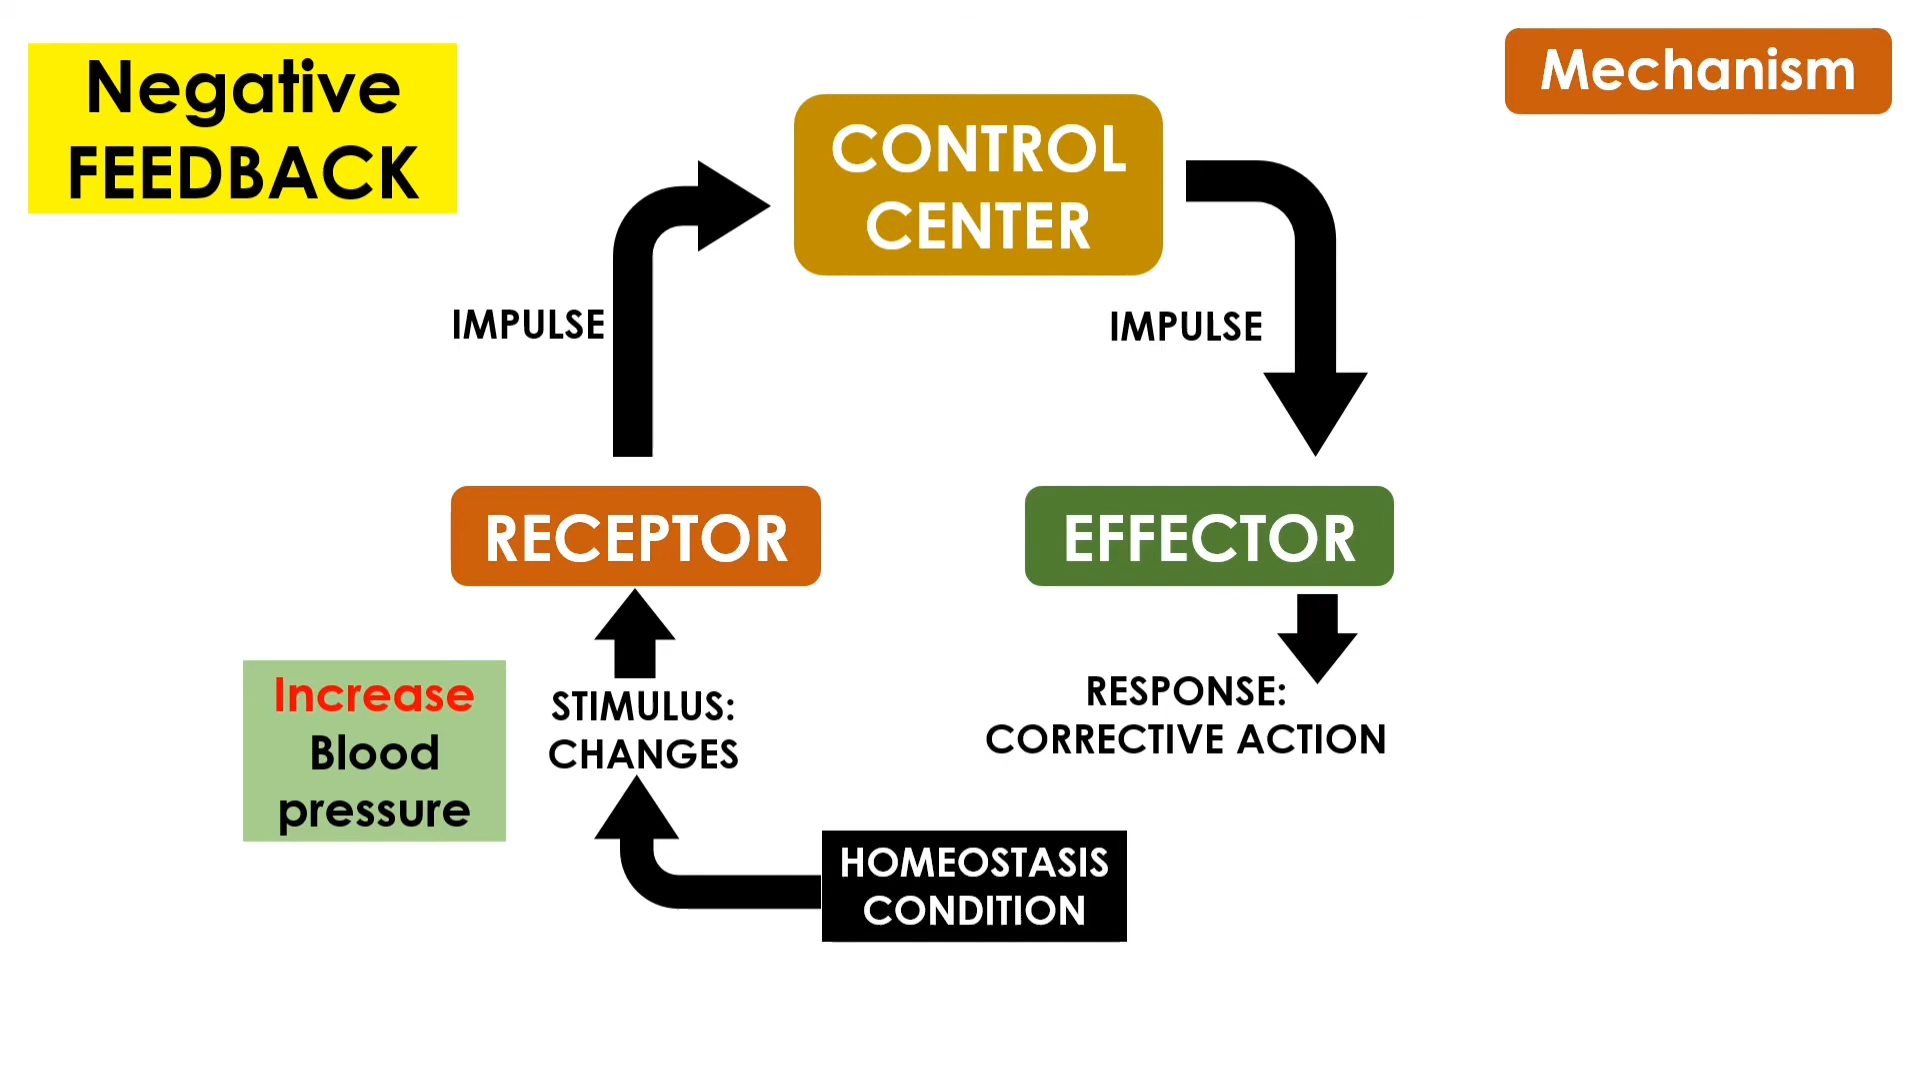 Negative
FEEDBACK
Mechanism
CONTROL
CENTER
IMPULSE
IMPULSE
RECEPTOR
EFFECTOR
Increase
Blood
pressure
STIMULUS:
CHANGES
RESPONSE:
CORRECTIVE ACTION
HOMEOSTASIS
CONDITION